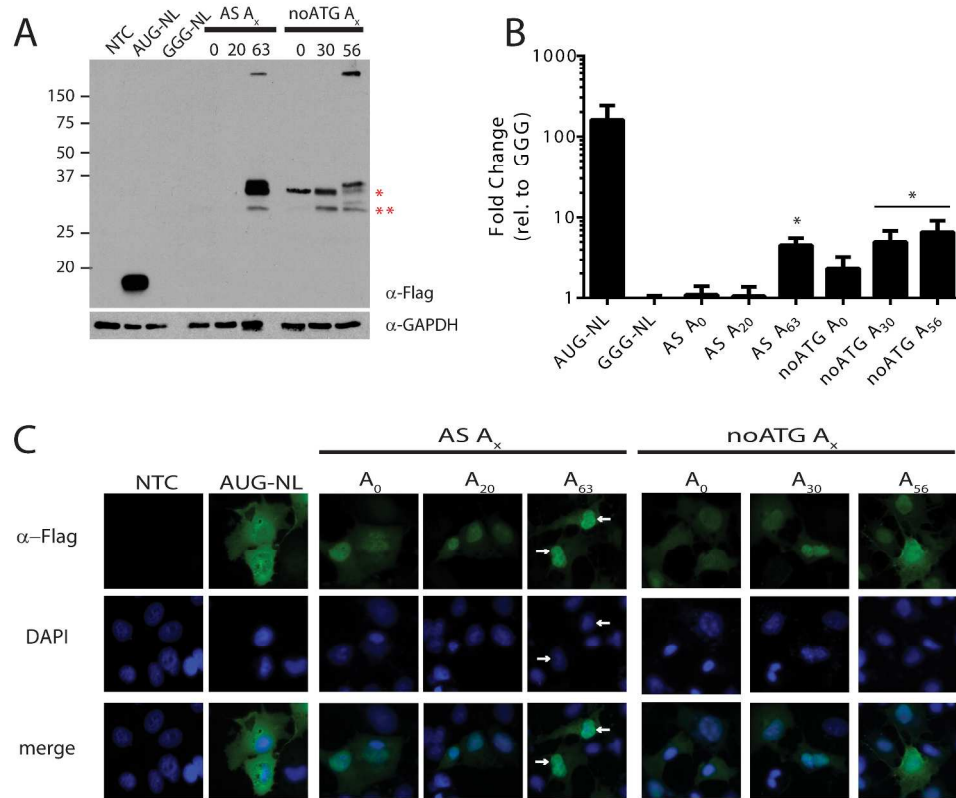 A
NTC AUG-NL GGG-NL AS Aₓ noATG Aₓ
0 20 63 0 30 56
150
75
50
37
25
20
*
**
α-Flag
α-GAPDH
B
Fold Change
(rel. to GGG)
1000
100
10
1
*
*
AUG-NL
GGG-NL
AS A₀
AS A₂₀
AS A₆₃
noATG A₀
noATG A₃₀
noATG A₅₆
C
AS Aₓ noATG Aₓ
NTC AUG-NL A₀ A₂₀ A₆₃ A₀ A₃₀ A₅₆
α-Flag
DAPI
merge